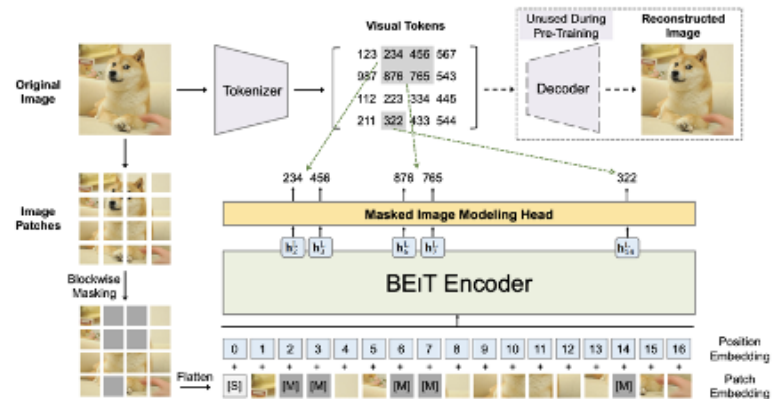 Visual Tokens
Unused During
Pre-Training
Reconstructed
Image
Original
Image
Tokenizer
123 234 456 567
987 876 765 543
112 223 334 445
211 322 433 544
Decoder
234 456
876 765
322
Image
Patches
Masked Image Modeling Head
Blockwise
Masking
BEIT Encoder
0 1 2 3 4 5 6 7 8 9 10 11 12 13 14 15 16
Position
Embedding
+ + + + + + + + + + + + + + + + +
Flatten
[S] [M] [M] [M] [M] [M]
Patch
Embedding